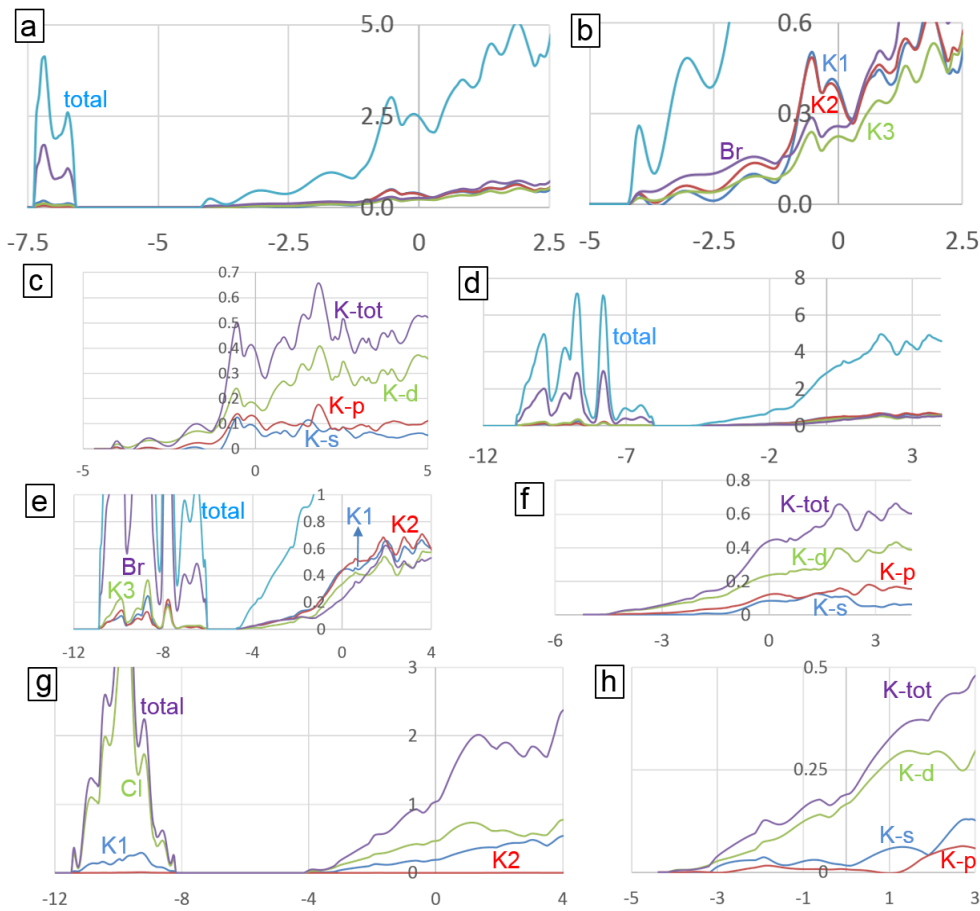 a
5.0
total
2.5
0.0
-7.5
-5
-2.5
0
2.5
b
0.6
K1
K2
0.3
K3
Br
0.0
-5
-2.5
0
2.5
c
0.7
0.6
K-tot
0.5
0.4
K-d
0.3
0.2
K-p
0.1
K-s
0
-5
0
5
d
8
total
6
4
2
0
-12
-7
-2
3
e
1
total
K1
K2
0.8
0.6
Br
0.4
K3
0.2
0
-12
-8
-4
0
4
f
0.8
K-tot
0.6
K-d
0.4
K-p
0.2
K-s
0
-6
-3
0
3
g
3
total
2
Cl
1
K1
K2
0
-12
-8
-4
0
4
h
0.5
K-tot
K-d
0.25
K-s
K-p
0
-5
-3
-1
1
3